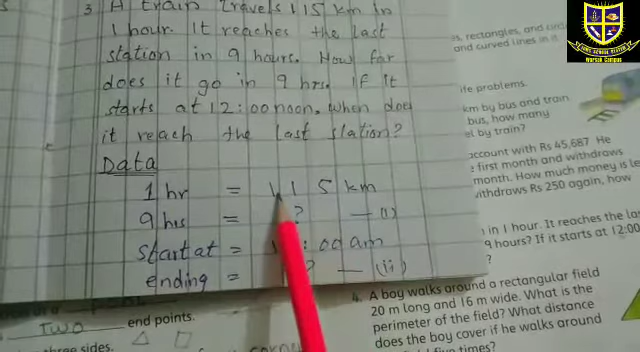 3 A train travels 115 km in
1 hour. It reaches the last
station in 9 hours. How far
does it go in 9 hrs. If it
starts at 12:00 noon. When does
it reach the last station?
Data
1 hr = 115 km
9 hrs = ? — (i)
start at = :00 am
ending = ? — (ii)
es, rectangles, and
and curved lines in it
life problems.
km by bus and train
bus, how many
el by train?
account with Rs 45,687 He
first month and withdraws
month. How much money is le
withdraws Rs 250 again, how
in 1 hour. It reaches the la
9 hours? If it starts at 12:00
?
4. A boy walks around a rectangular field
20 m long and 16 m wide. What is the
perimeter of the field? What distance
does the boy cover if he walks around
field five times?
Two end points.
three sides.
Warsak Campus